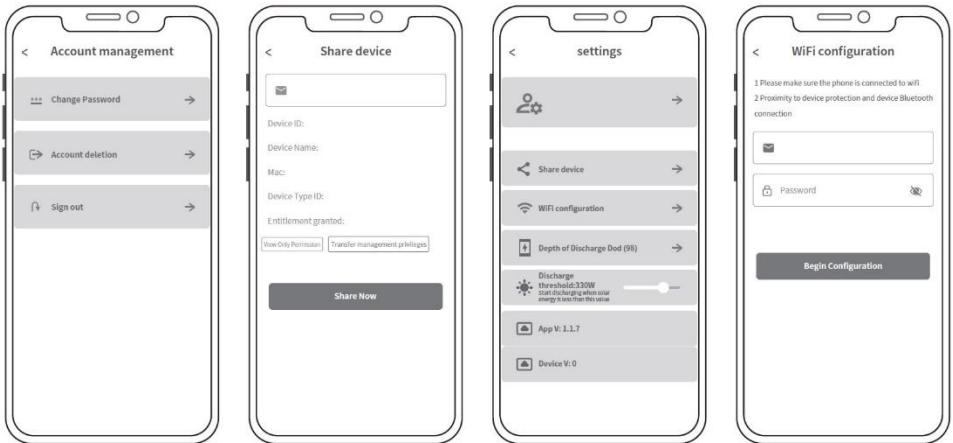 < Account management
Change Password →
Account deletion →
Sign out →
< Share device
Device ID:
Device Name:
Mac:
Device Type ID:
Entitlement granted:
View Only Permission Transfer management privileges
Share Now
< settings
→
Share device →
WiFi configuration →
Depth of Discharge Dod (98) →
Discharge
threshold:330W
Start discharging when solar
energy is less than this value
App V: 1.1.7
Device V: 0
< WiFi configuration
1 Please make sure the phone is connected to wifi
2 Proximity to device protection and device Bluetooth
connection
Password
Begin Configuration